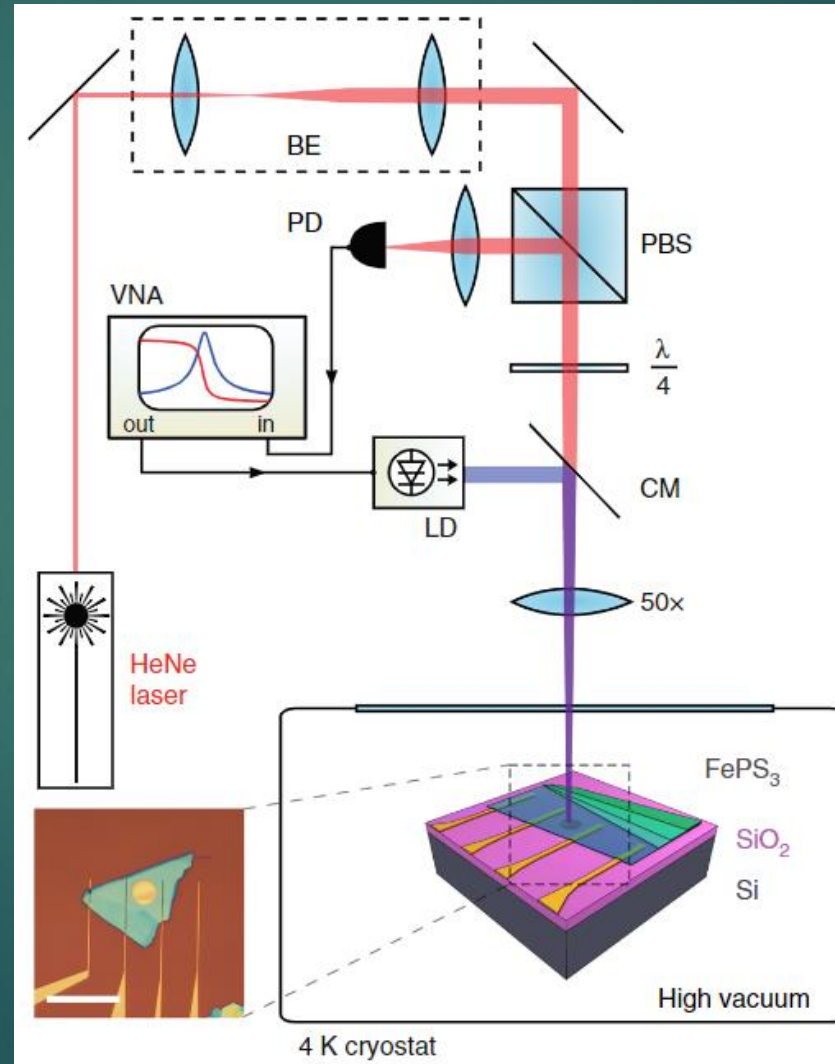 BE
PD
PBS
VNA
λ
4
out in
CM
LD
50×
HeNe
laser
FePS₃
SiO₂
Si
High vacuum
4 K cryostat